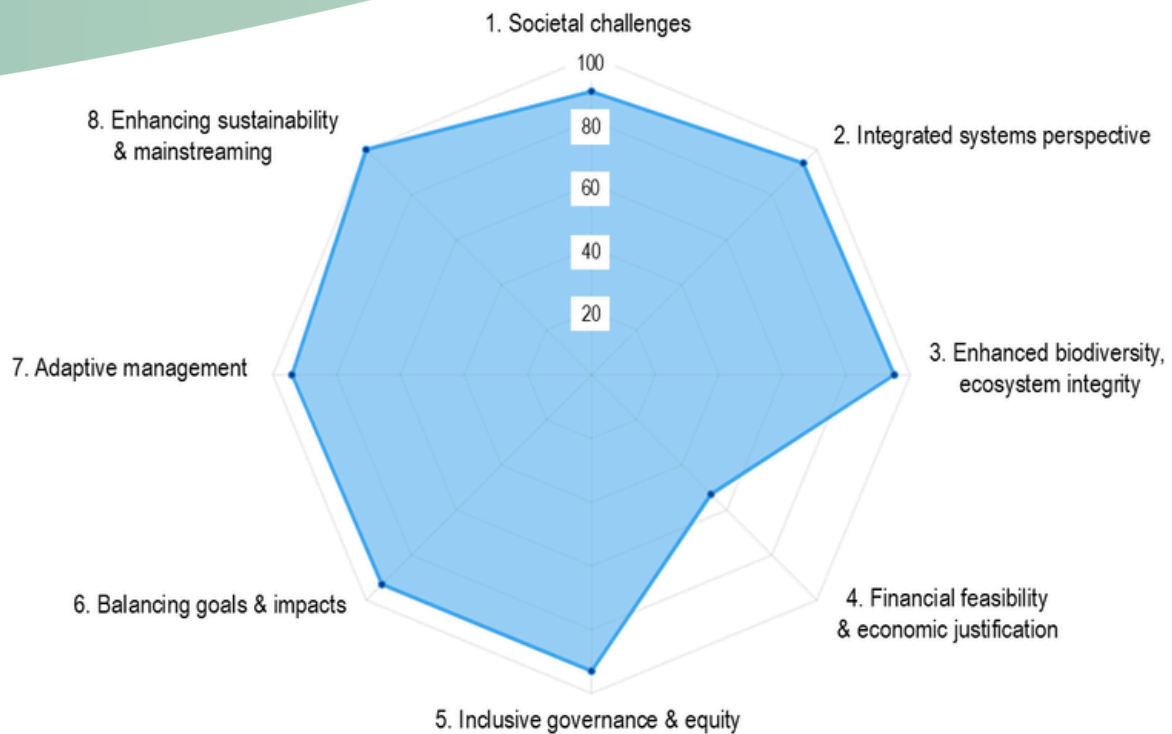 1. Societal challenges
100
80
60
40
20
2. Integrated systems perspective
3. Enhanced biodiversity,
ecosystem integrity
4. Financial feasibility
& economic justification
5. Inclusive governance & equity
6. Balancing goals & impacts
7. Adaptive management
8. Enhancing sustainability
& mainstreaming